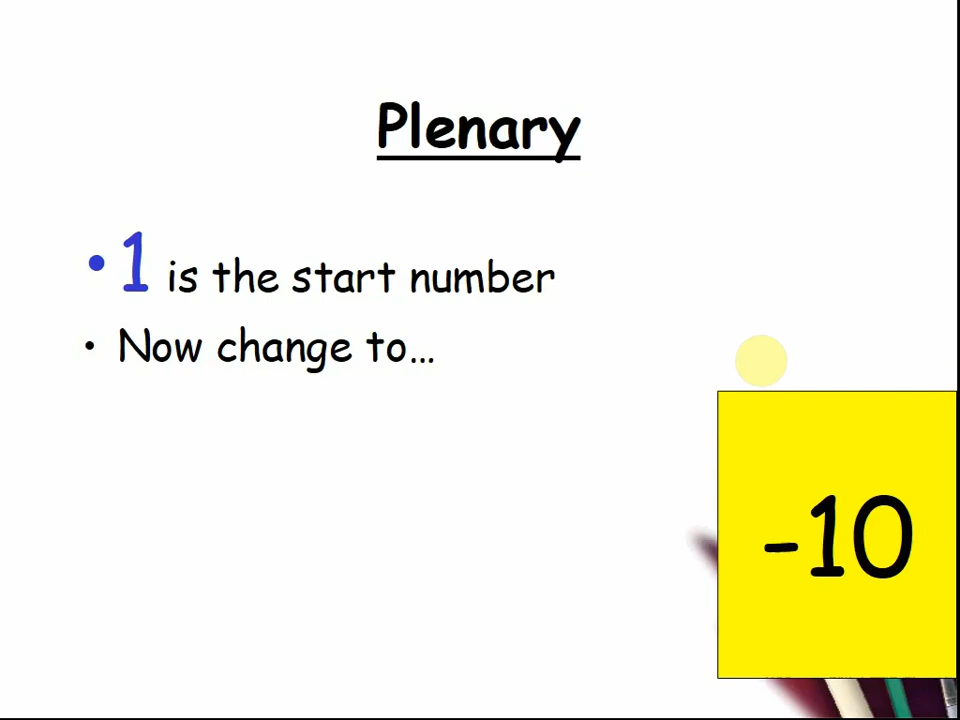 Plenary
• 1 is the start number
• Now change to...
-10